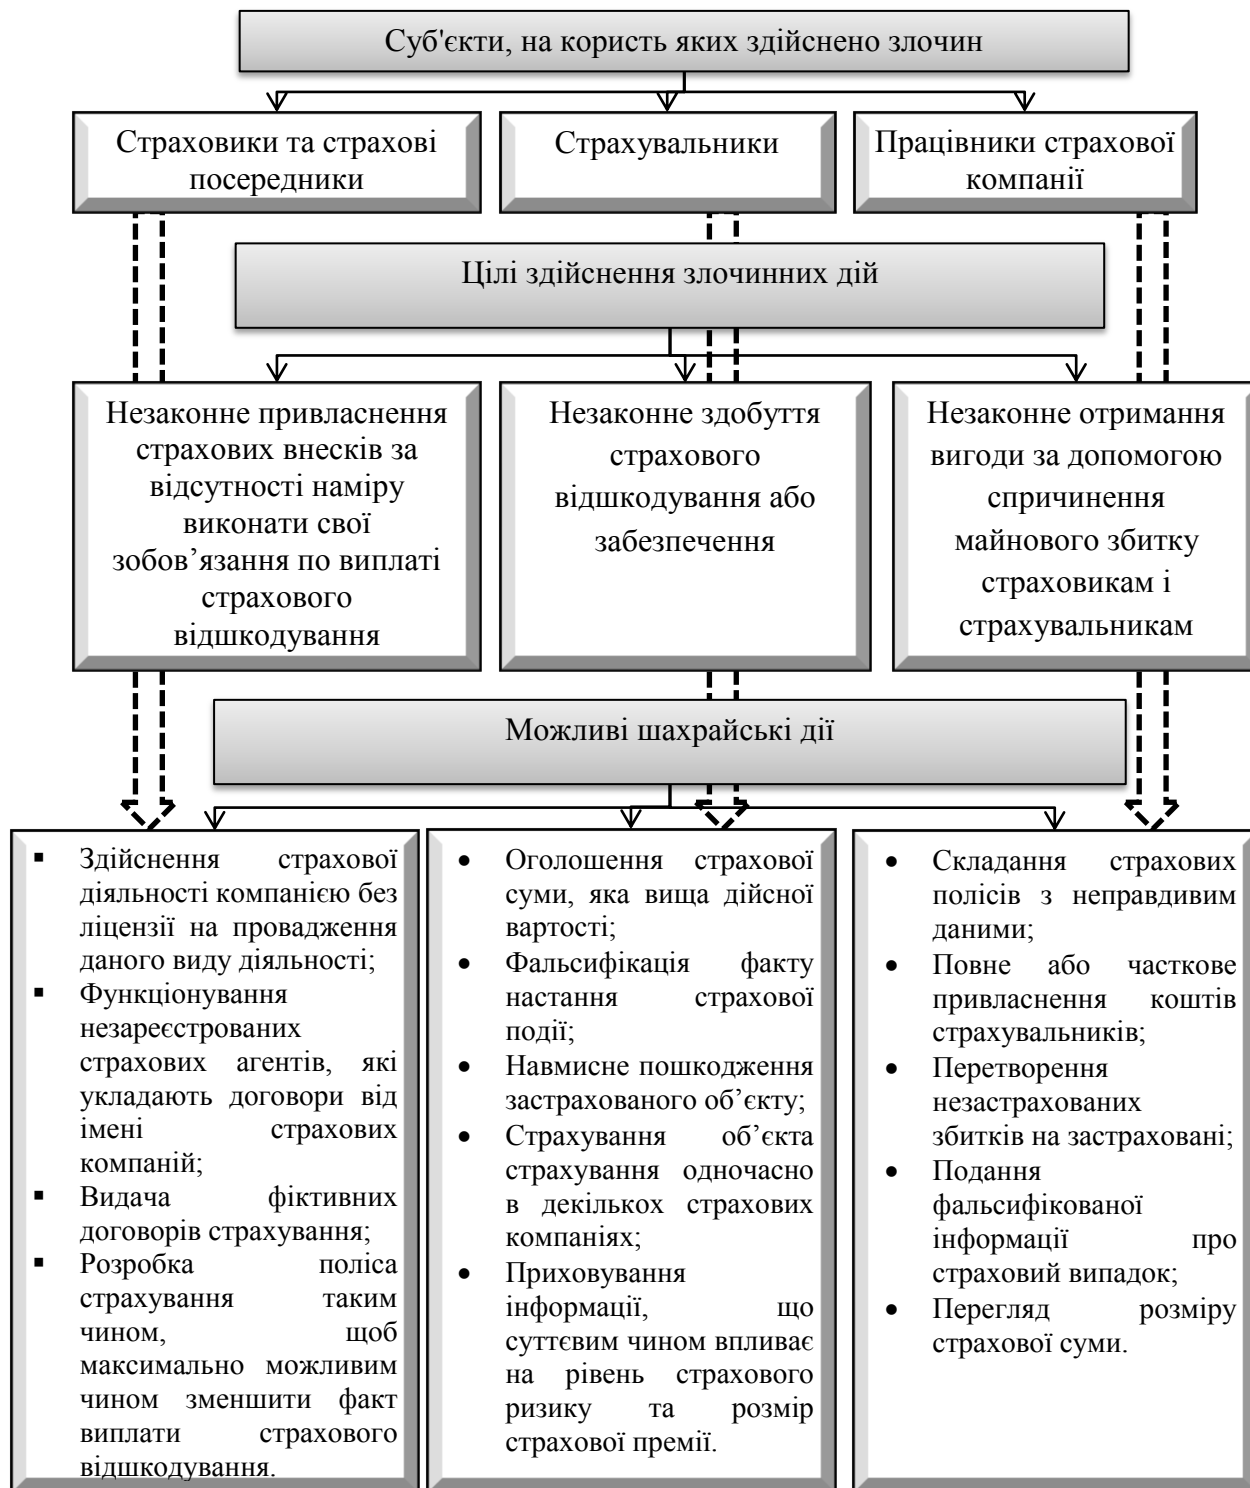 Суб'єкти, на користь яких здійснено злочин
Страховики та страхові
посередники
Страхувальники
Працівники страхової
компанії
Цілі здійснення злочинних дій
Незаконне привласнення
страхових внесків за
відсутності наміру
виконати свої
зобов’язання по виплаті
страхового
відшкодування
Незаконне здобуття
страхового
відшкодування або
забезпечення
Незаконне отримання
вигоди за допомогою
спричинення
майнового збитку
страховикам і
страхувальникам
Можливі шахрайські дії
▪ Здійснення страхової
діяльності компанією без
ліцензії на провадження
даного виду діяльності;
▪ Функціонування
незареєстрованих
страхових агентів, які
укладають договори від
імені страхових
компаній;
▪ Видача фіктивних
договорів страхування;
▪ Розробка поліса
страхування таким
чином, щоб
максимально можливим
чином зменшити факт
виплати страхового
відшкодування.
• Оголошення страхової
суми, яка вища дійсної
вартості;
• Фальсифікація факту
настання страхової
події;
• Навмисне пошкодження
застрахованого об’єкту;
• Страхування об’єкта
страхування одночасно
в декількох страхових
компаніях;
• Приховування
інформації, що
суттєвим чином впливає
на рівень страхового
ризику та розмір
страхової премії.
• Складання страхових
полісів з неправдивим
даними;
• Повне або часткове
привласнення коштів
страхувальників;
• Перетворення
незастрахованих
збитків на застраховані;
• Подання
фальсифікованої
інформації про
страховий випадок;
• Перегляд розміру
страхової суми.